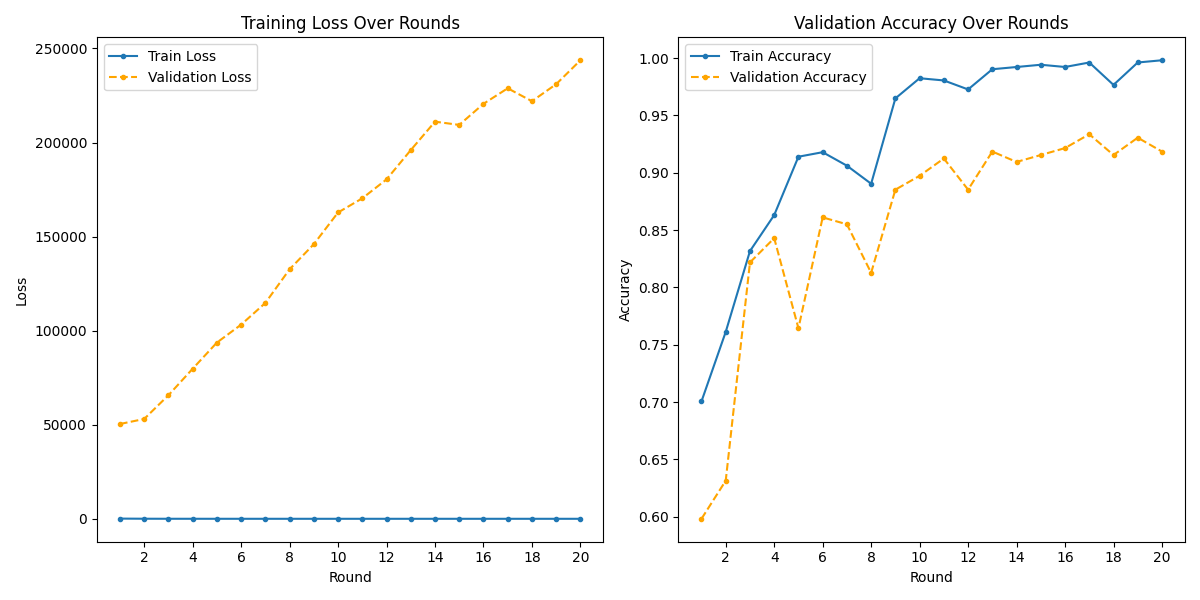 Training Loss Over Rounds
Train Loss
Validation Loss
Loss
250000
200000
150000
100000
50000
0
2 4 6 8 10 12 14 16 18 20
Round
Validation Accuracy Over Rounds
Train Accuracy
Validation Accuracy
Accuracy
1.00
0.95
0.90
0.85
0.80
0.75
0.70
0.65
0.60
2 4 6 8 10 12 14 16 18 20
Round